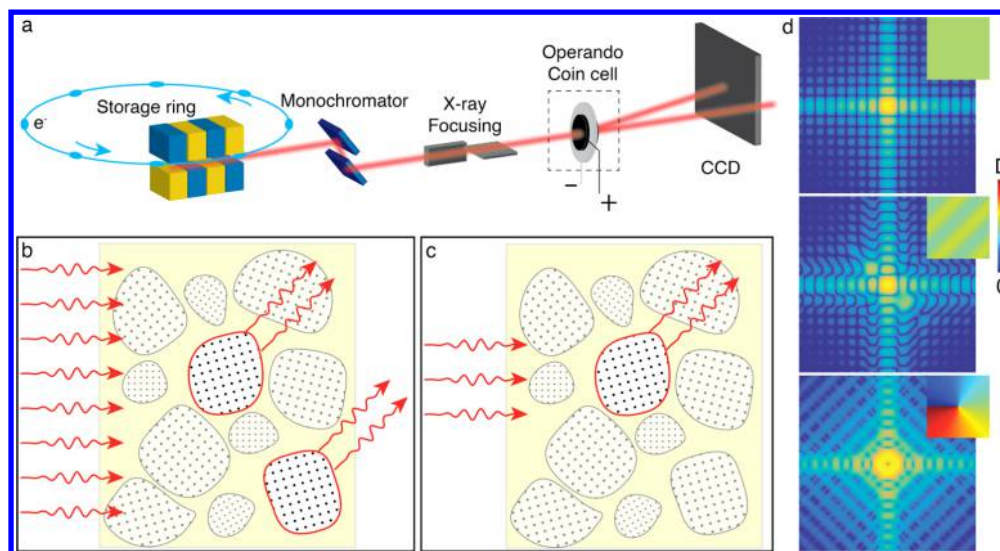 a
Storage ring
e-
Monochromator
X-ray
Focusing
Operando
Coin cell
−
+
CCD
b
c
d